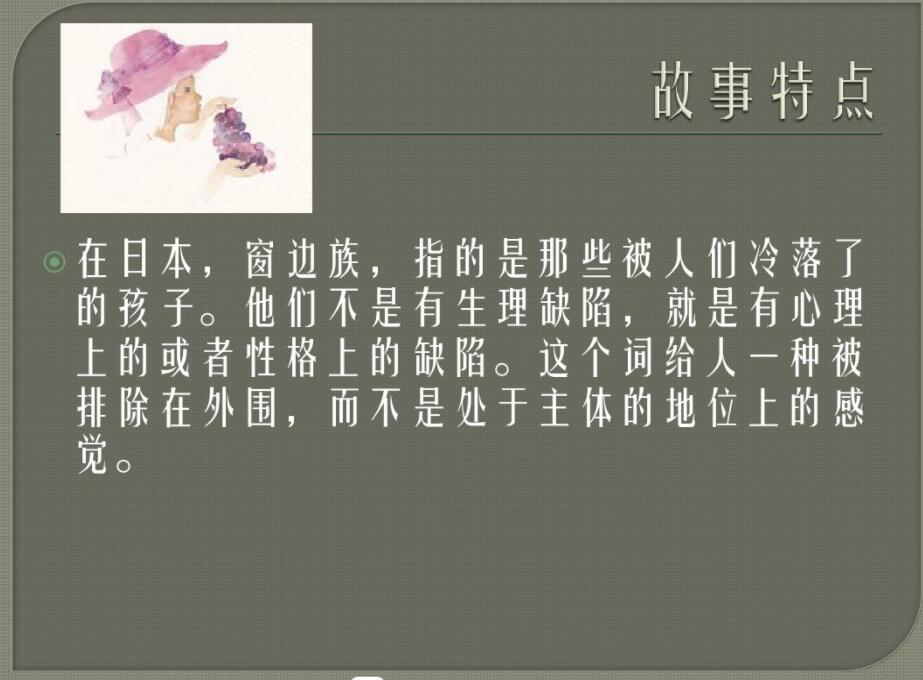 故事特点
在日本，窗边族，指的是那些被人们冷落了
的孩子。他们不是有生理缺陷，就是有心理
上的或者性格上的缺陷。这个词给人一种被
排除在外围，而不是处于主体的地位上的感
觉。